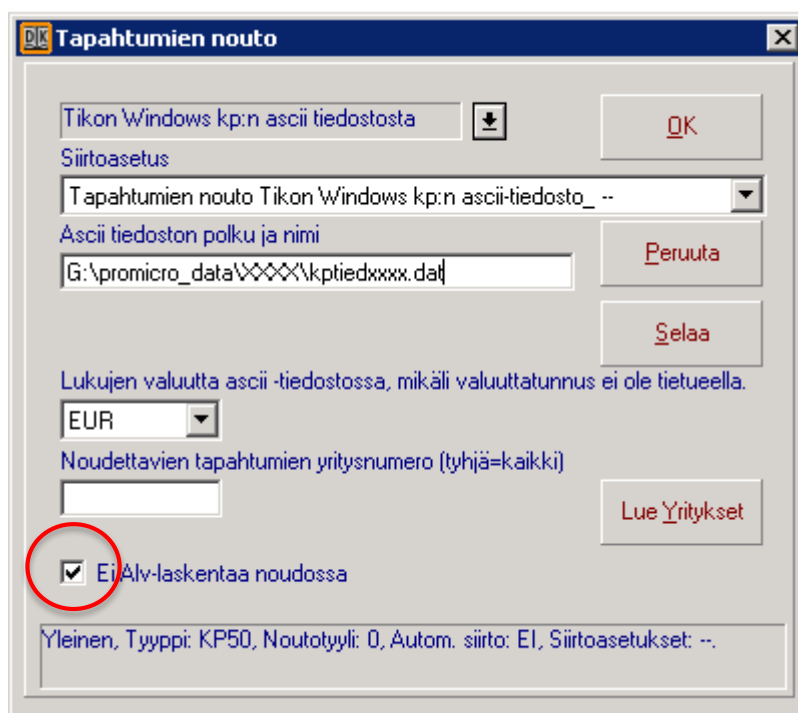 DK Tapahtumien nouto
Tikon Windows kp:n ascii tiedostosta
OK
Siirtoasetus
Tapahtumien nouto Tikon Windows kp:n ascii-tiedosto_ --
Ascii tiedoston polku ja nimi
Peruuta
G:\promicro_data\XXXX\kptiedxxxx.dat
Selaa
Lukujen valuutta ascii -tiedostossa, mikäli valuuttatunnus ei ole tietueella.
EUR
Noudettavien tapahtumien yritysnumero (tyhjä=kaikki)
Lue Yritykset
Ei Alv-laskentaa noudossa
Yleinen, Tyyppi: KP50, Noutotyyli: 0, Autom. siirto: EI, Siirtoasetukset: --.